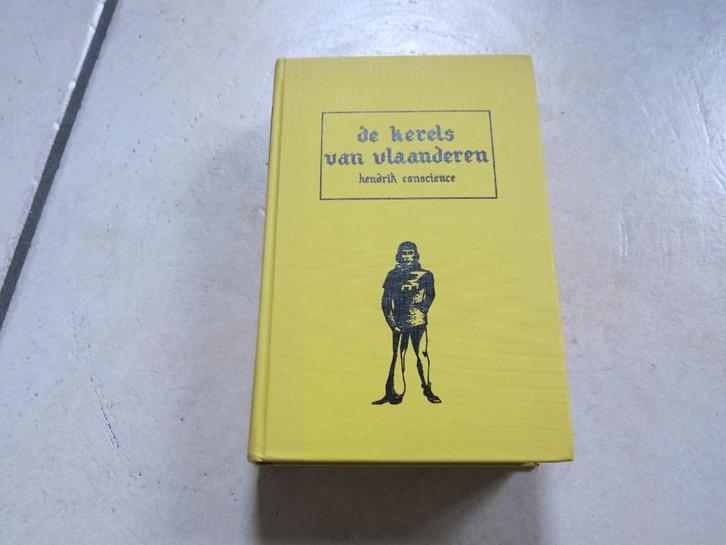 de kerels
van vlaanderen
hendrik conscience